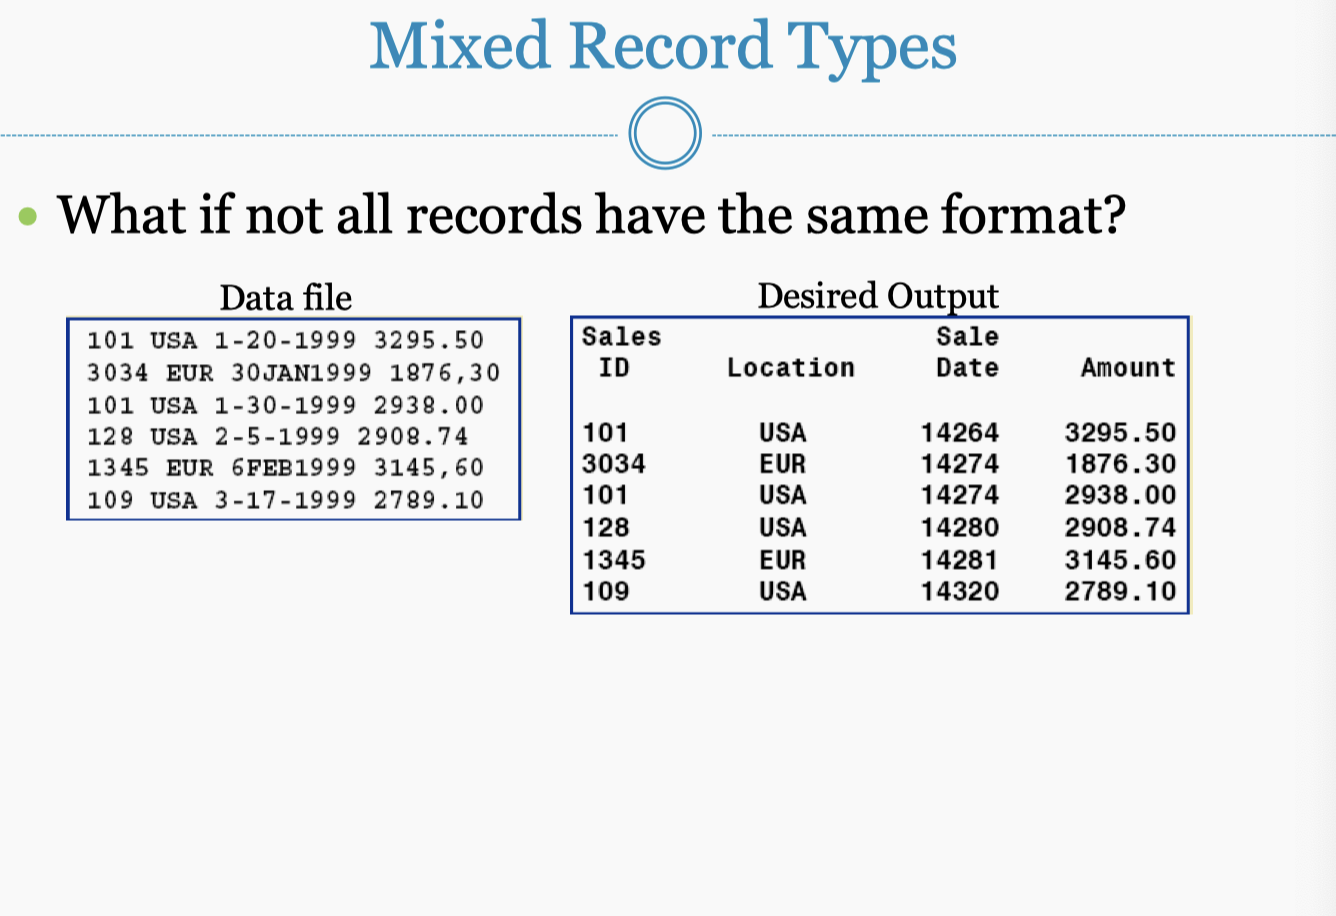 Mixed Record Types
• What if not all records have the same format?
Data file
101 USA 1-20-1999 3295.50
3034 EUR 30JAN1999 1876,30
101 USA 1-30-1999 2938.00
128 USA 2-5-1999 2908.74
1345 EUR 6FEB1999 3145,60
109 USA 3-17-1999 2789.10
Desired Output
Sales Sale
ID Location Date Amount
101 USA 14264 3295.50
3034 EUR 14274 1876.30
101 USA 14274 2938.00
128 USA 14280 2908.74
1345 EUR 14281 3145.60
109 USA 14320 2789.10